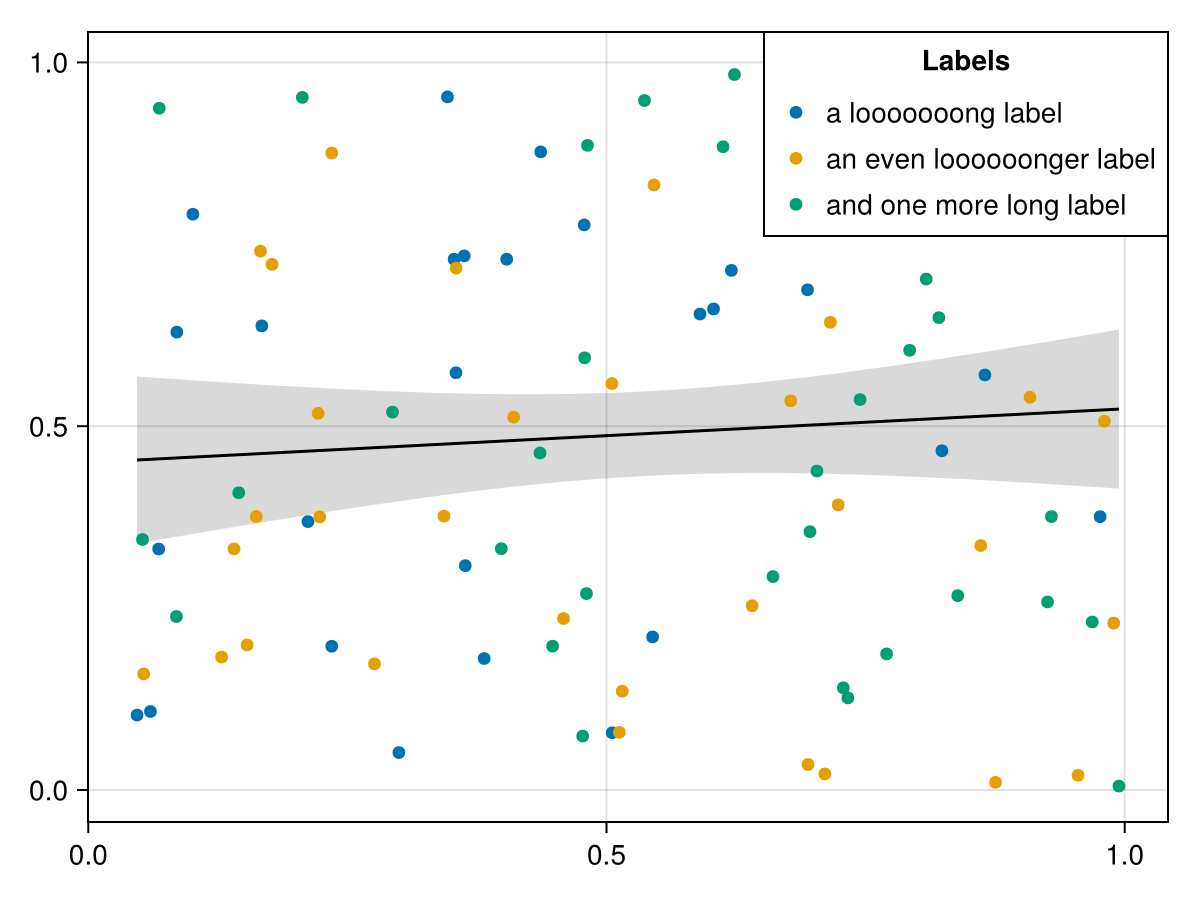 1.0
Labels
a looooooong label
an even looooooonger label
and one more long label
0.5
0.0
0.0 0.5 1.0